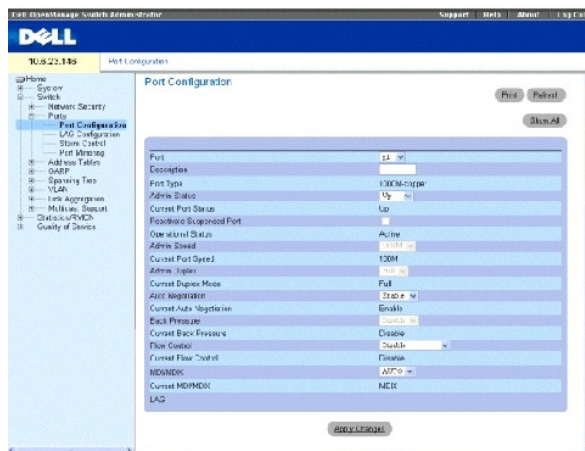 Dell OpenManage Switch Administrator
Support Help About Log Out
DELL
10.6.23.146
Port Configuration
Home
System
Switch
Network Security
Ports
Port Configuration
LAG Configuration
Storm Control
Port Mirroring
Address Tables
GARP
Spanning Tree
VLAN
Link Aggregation
Multicast Support
Statistics/RMON
Quality of Service
Port Configuration
Print Refresh
Show All
Port g1
Description
Port Type 1000M-copper
Admin Status Up
Current Port Status Up
Reactivate Suspended Port
Operational Status Active
Admin Speed
Current Port Speed 100M
Admin Duplex Full
Current Duplex Mode Full
Auto Negotiation Enable
Current Auto Negotiation Enable
Back Pressure Disable
Current Back Pressure Disable
Flow Control Disable
Current Flow Control Disable
MDI/MDIX AUTO
Current MDI/MDIX MDIX
LAG
Apply Changes